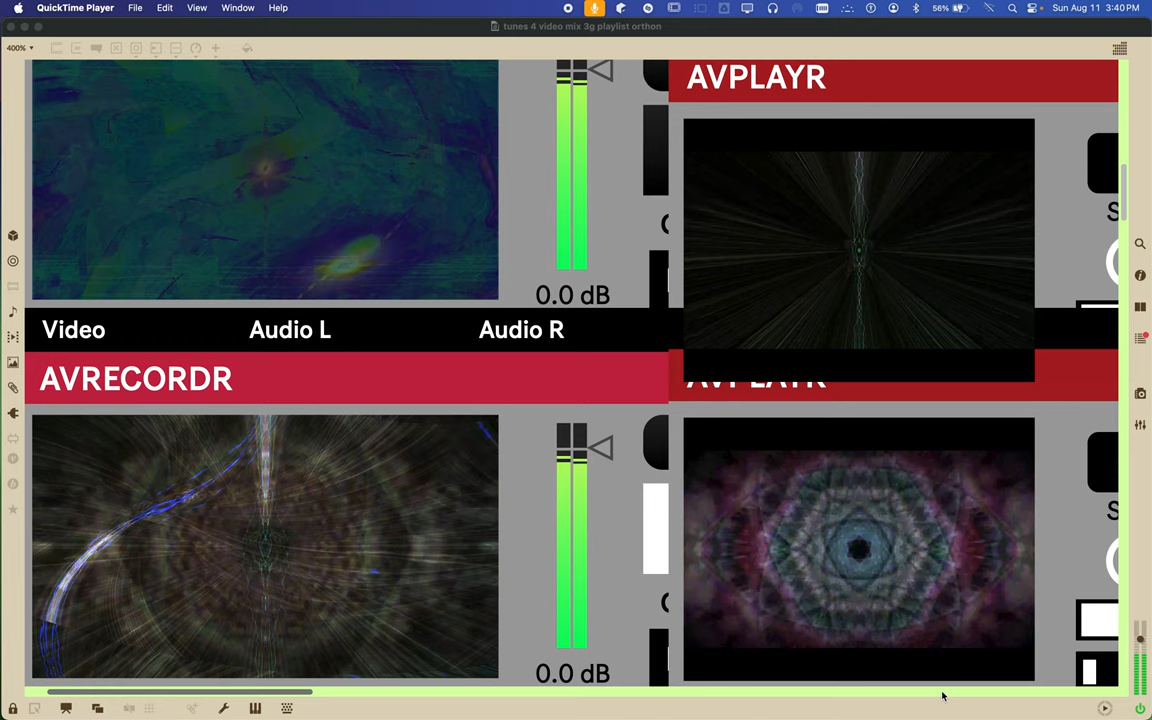 QuickTime Player File Edit View Window Help 56% Sun Aug 11 3:40 PM
tunes 4 video mix 3g playlist orthon
400%
AVPLAYR
S
0.0 dB
Video Audio L Audio R
AVRECORDR
AVPLAYR
S
0.0 dB